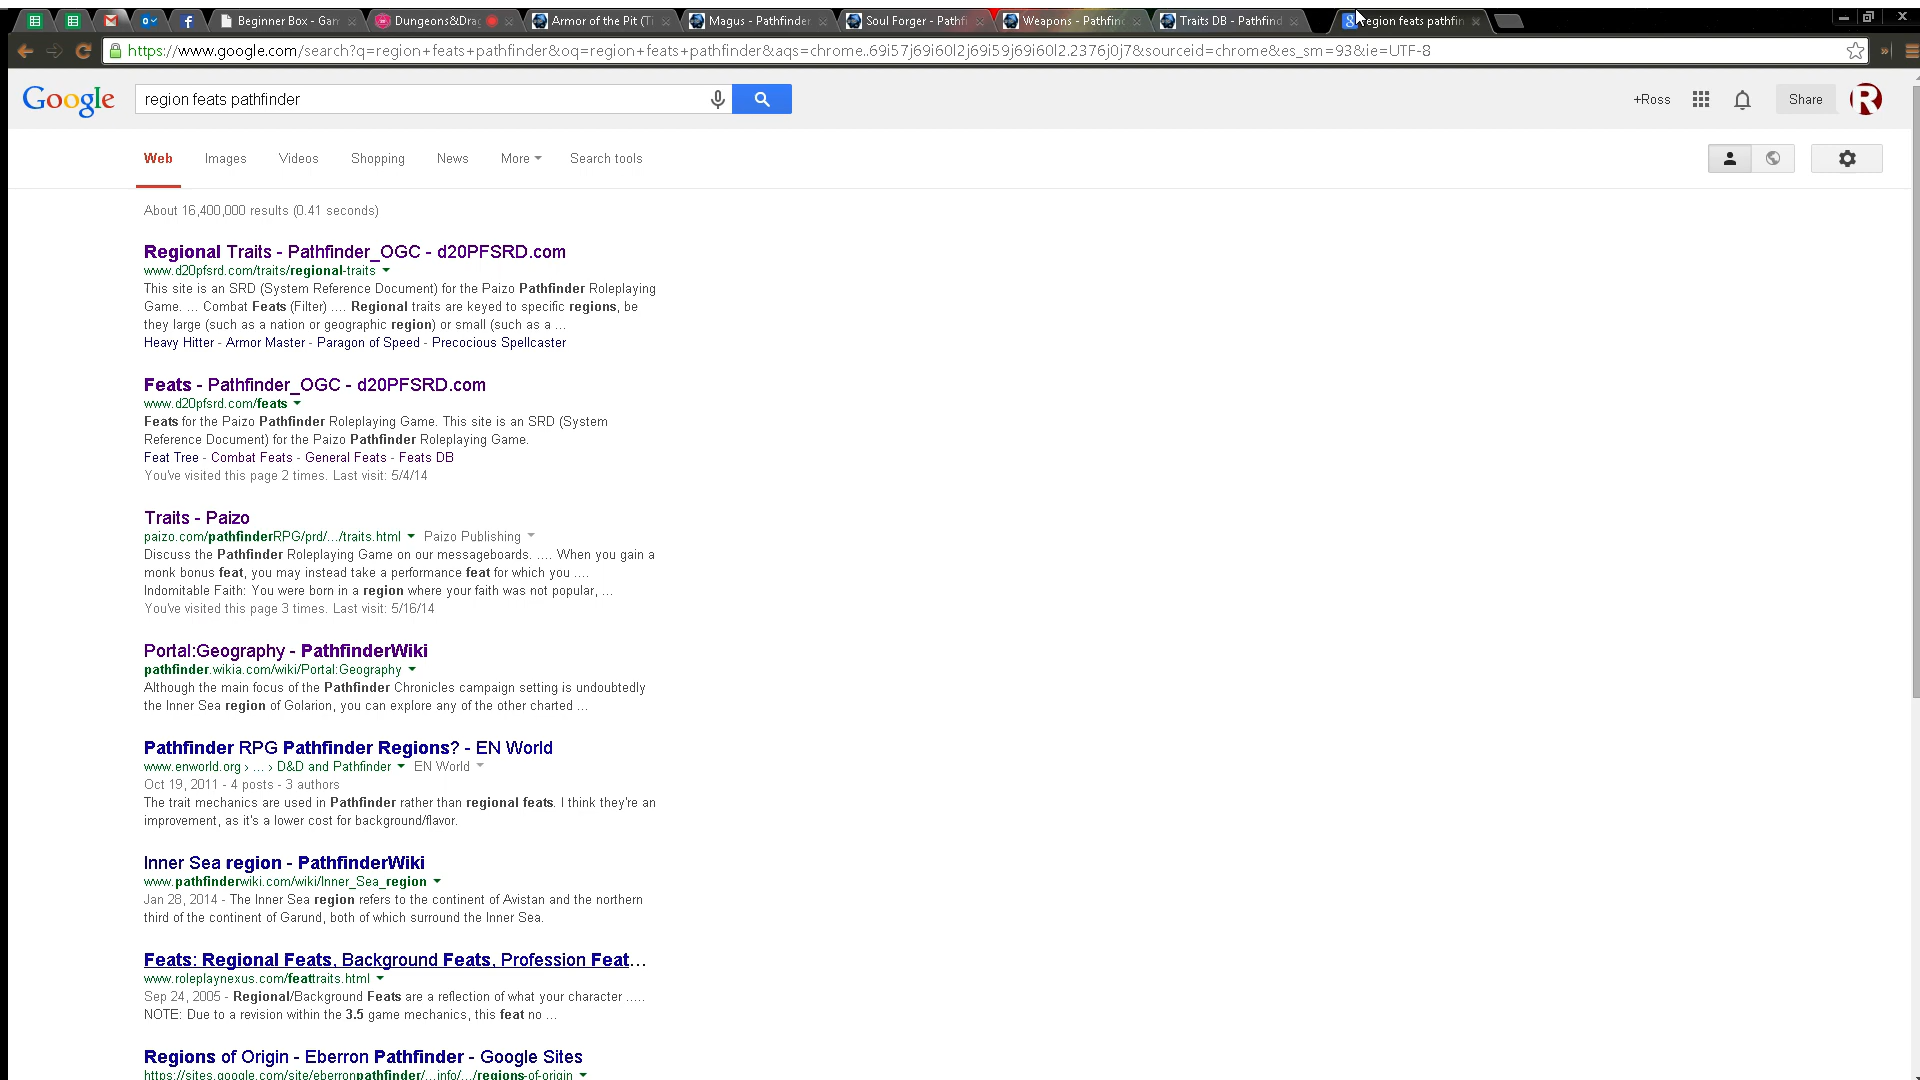 Beginner Box - Gam
Dungeons&Drag
Armor of the Pit (Ti
Magus - Pathfinder
Soul Forger - Pathfi
Weapons - Pathfind
Traits DB - Pathfind
region feats pathfin
https://www.google.com/search?q=region+feats+pathfinder&oq=region+feats+pathfinder&aqs=chrome..69i57j69i60l2j69i59j69i60l2.2376j0j7&sourceid=chrome&es_sm=93&ie=UTF-8
Google
region feats pathfinder
+Ross
Share
Web Images Videos Shopping News More Search tools
About 16,400,000 results (0.41 seconds)
Regional Traits - Pathfinder_OGC - d20PFSRD.com
www.d20pfsrd.com/traits/regional-traits
This site is an SRD (System Reference Document) for the Paizo Pathfinder Roleplaying
Game. ... Combat Feats (Filter) .... Regional traits are keyed to specific regions, be
they large (such as a nation or geographic region) or small (such as a ...
Heavy Hitter - Armor Master - Paragon of Speed - Precocious Spellcaster
Feats - Pathfinder_OGC - d20PFSRD.com
www.d20pfsrd.com/feats
Feats for the Paizo Pathfinder Roleplaying Game. This site is an SRD (System
Reference Document) for the Paizo Pathfinder Roleplaying Game.
Feat Tree - Combat Feats - General Feats - Feats DB
You've visited this page 2 times. Last visit: 5/4/14
Traits - Paizo
paizo.com/pathfinderRPG/prd/.../traits.html Paizo Publishing
Discuss the Pathfinder Roleplaying Game on our messageboards. .... When you gain a
monk bonus feat, you may instead take a performance feat for which you ....
Indomitable Faith: You were born in a region where your faith was not popular, ...
You've visited this page 3 times. Last visit: 5/16/14
Portal:Geography - PathfinderWiki
pathfinder.wikia.com/wiki/Portal:Geography
Although the main focus of the Pathfinder Chronicles campaign setting is undoubtedly
the Inner Sea region of Golarion, you can explore any of the other charted ...
Pathfinder RPG Pathfinder Regions? - EN World
www.enworld.org › ... › D&D and Pathfinder EN World
Oct 19, 2011 - 4 posts - 3 authors
The trait mechanics are used in Pathfinder rather than regional feats. I think they're an
improvement, as it's a lower cost for background/flavor.
Inner Sea region - PathfinderWiki
www.pathfinderwiki.com/wiki/Inner_Sea_region
Jan 28, 2014 - The Inner Sea region refers to the continent of Avistan and the northern
third of the continent of Garund, both of which surround the Inner Sea.
Feats: Regional Feats, Background Feats, Profession Feat...
www.roleplaynexus.com/feattraits.html
Sep 24, 2005 - Regional/Background Feats are a reflection of what your character .....
NOTE: Due to a revision within the 3.5 game mechanics, this feat no ...
Regions of Origin - Eberron Pathfinder - Google Sites
https://sites.google.com/site/eberronpathfinder/...info/.../regions-of-origin